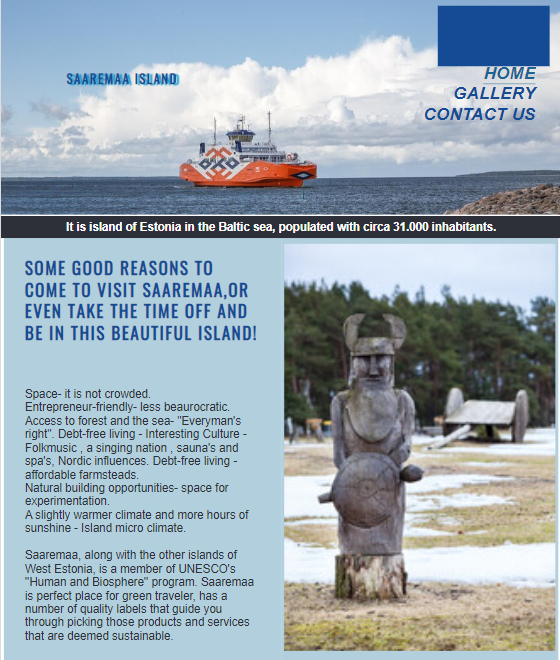 SAAREMAA ISLAND
HOME
GALLERY
CONTACT US
It is island of Estonia in the Baltic sea, populated with circa 31.000 inhabitants.
SOME GOOD REASONS TO
COME TO VISIT SAAREMAA,OR
EVEN TAKE THE TIME OFF AND
BE IN THIS BEAUTIFUL ISLAND!
Space- it is not crowded.
Entrepreneur-friendly- less beaurocratic.
Access to forest and the sea- "Everyman's
right". Debt-free living - Interesting Culture -
Folkmusic , a singing nation , sauna's and
spa's, Nordic influences. Debt-free living -
affordable farmsteads.
Natural building opportunities- space for
experimentation.
A slightly warmer climate and more hours of
sunshine - Island micro climate.
Saaremaa, along with the other islands of
West Estonia, is a member of UNESCO's
"Human and Biosphere" program. Saaremaa
is perfect place for green traveler, has a
number of quality labels that guide you
through picking those products and services
that are deemed sustainable.